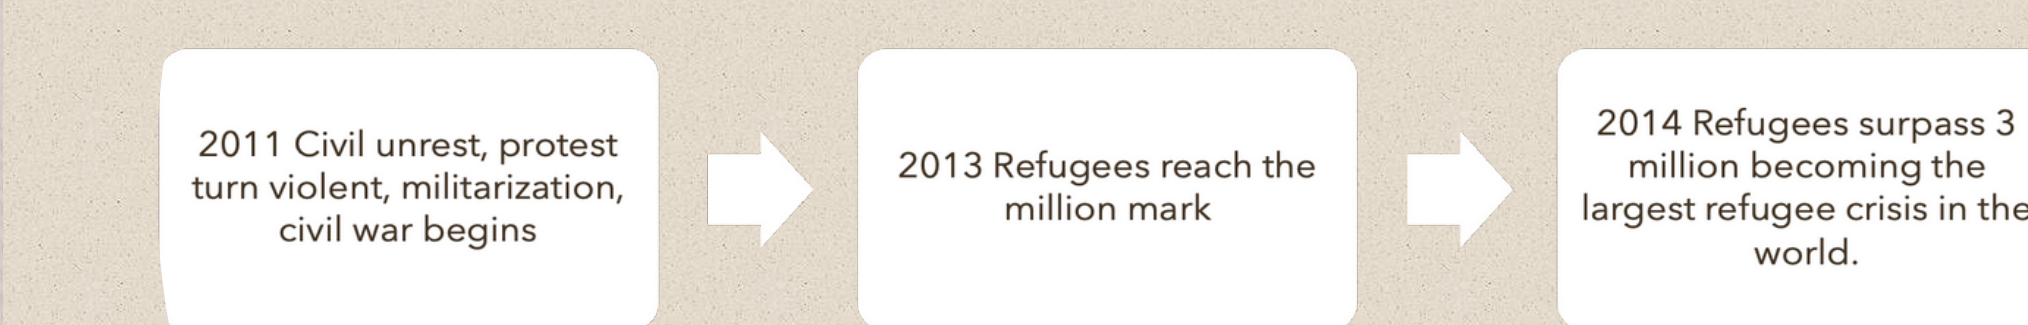 2011 Civil unrest, protest
turn violent, militarization,
civil war begins
2013 Refugees reach the
million mark
2014 Refugees surpass 3
million becoming the
largest refugee crisis in the
world.